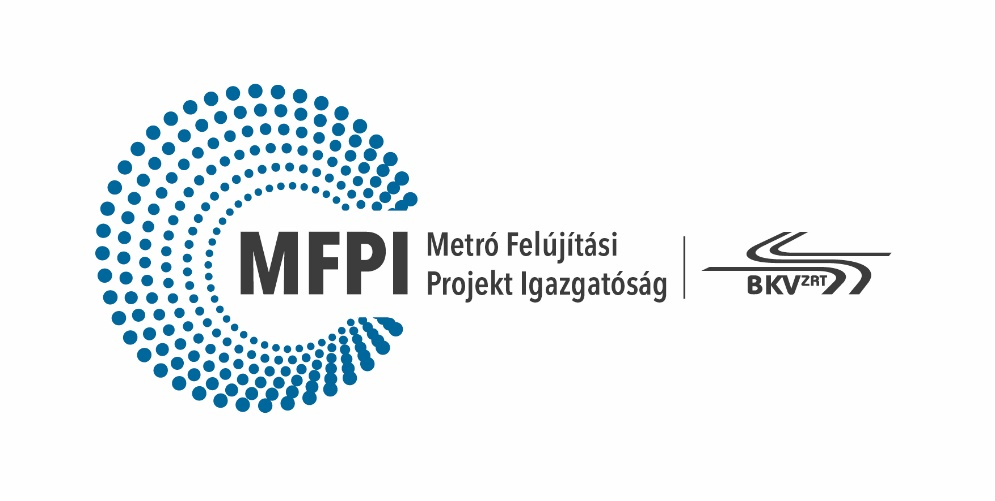 MFPI
Metró Felújítási
Projekt Igazgatóság
BKV ZRT